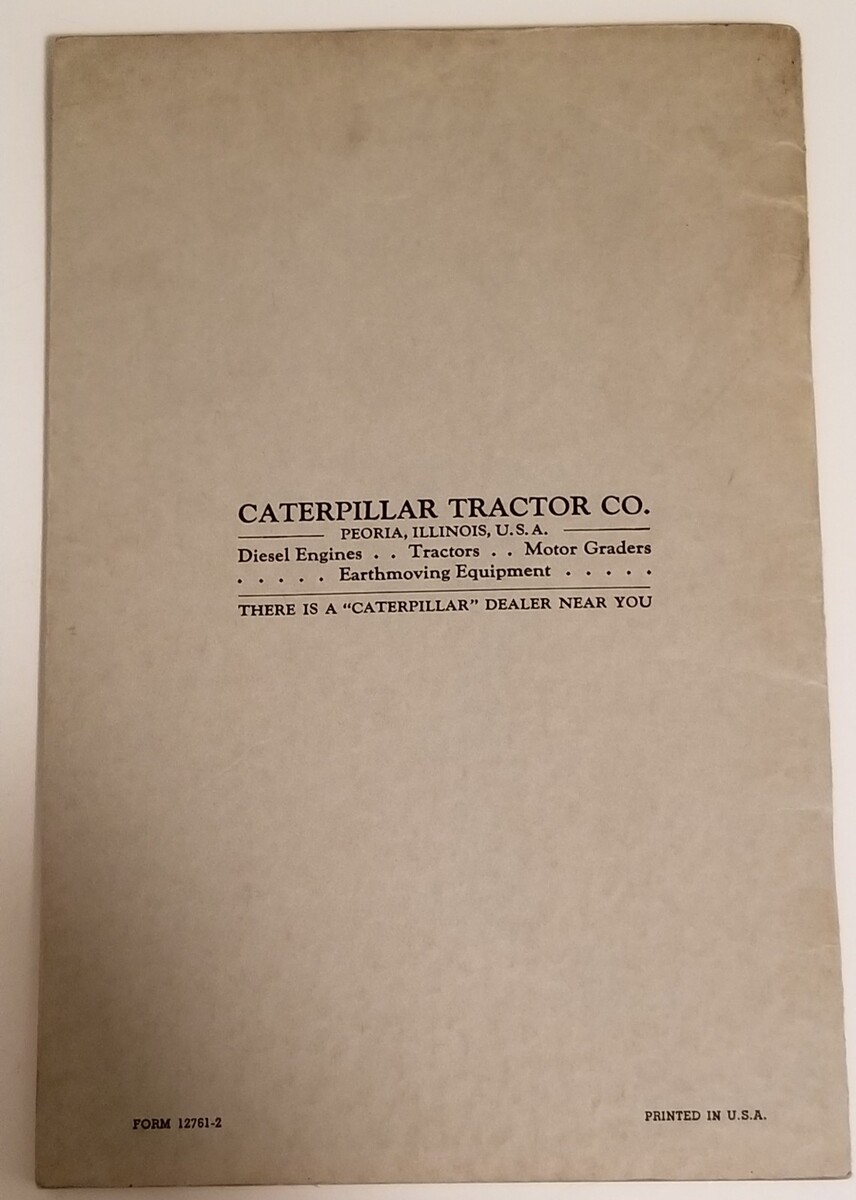 CATERPILLAR TRACTOR CO.
PEORIA, ILLINOIS, U.S.A.
Diesel Engines . . Tractors . . Motor Graders
. . . . . Earthmoving Equipment . . . . .
THERE IS A “CATERPILLAR” DEALER NEAR YOU
FORM 12761-2
PRINTED IN U.S.A.